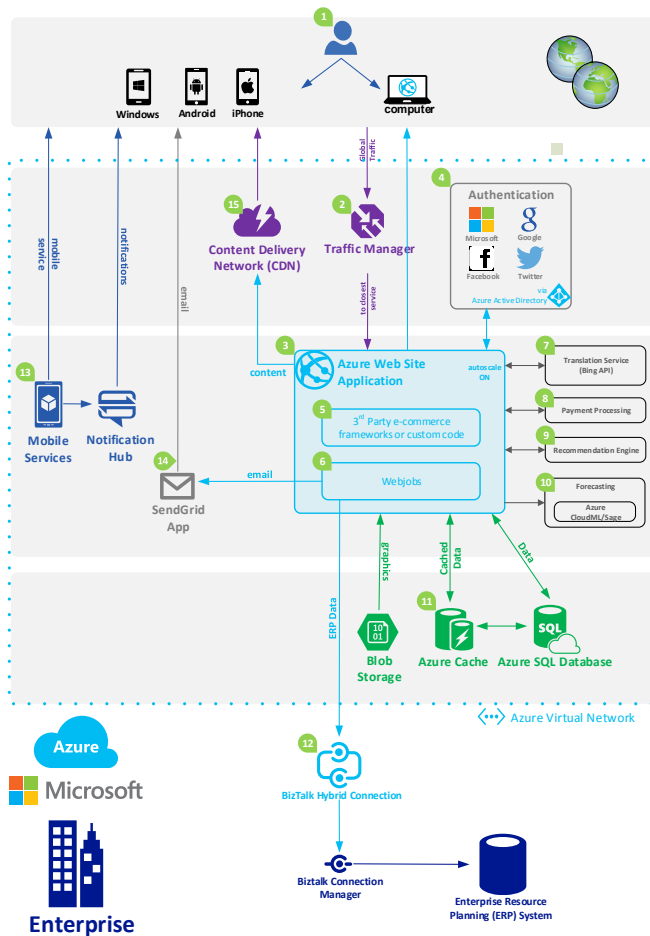 1
Windows
Android
iPhone
computer
Global
Traffic
mobile
service
notifications
email
15
Content Delivery
Network (CDN)
2
Traffic Manager
to closest
service
4
Authentication
Microsoft
g
Google
f
Facebook
Twitter
via
Azure Active Directory
content
3
Azure Web Site
Application
autoscale
ON
5
3rd Party e-commerce
frameworks or custom code
6
Webjobs
7
Translation Service
(Bing API)
8
Payment Processing
9
Recommendation Engine
10
Forecasting
Azure
CloudML/Sage
13
Mobile
Services
Notification
Hub
14
SendGrid
App
email
graphics
Cached
Data
Data
ERP Data
10
01
Blob
Storage
11
Azure Cache
SQL
Azure SQL Database
Azure Virtual Network
Azure
Microsoft
12
BizTalk Hybrid Connection
Biztalk Connection
Manager
Enterprise Resource
Planning (ERP) System
Enterprise